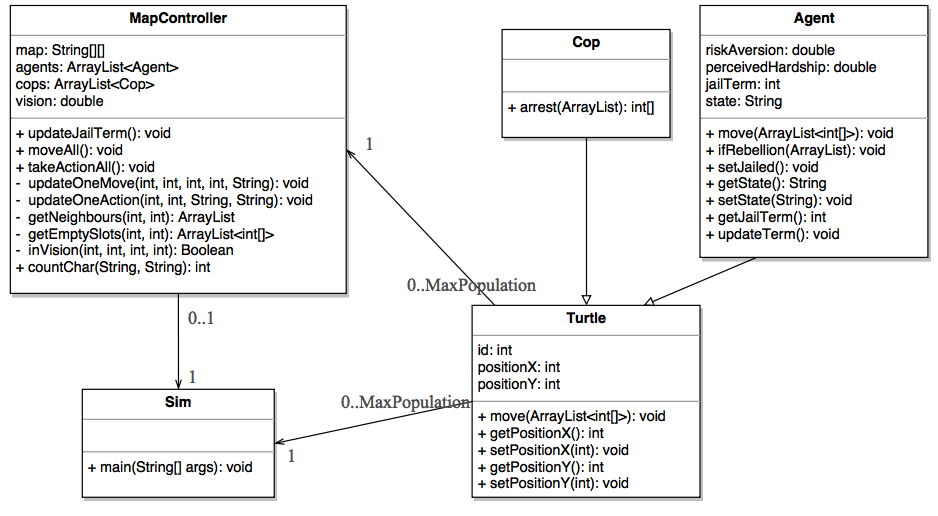 MapController
map: String[][]
agents: ArrayList<Agent>
cops: ArrayList<Cop>
vision: double
+ updateJailTerm(): void
+ moveAll(): void
+ takeActionAll(): void
- updateOneMove(int, int, int, int, String): void
- updateOneAction(int, int, String, String): void
- getNeighbours(int, int): ArrayList
- getEmptySlots(int, int): ArrayList<int[]>
- inVision(int, int, int, int): Boolean
+ countChar(String, String): int
Cop
+ arrest(ArrayList): int[]
Agent
riskAversion: double
perceivedHardship: double
jailTerm: int
state: String
+ move(ArrayList<int[]>): void
+ ifRebellion(ArrayList): void
+ setJailed(): void
+ getState(): String
+ setState(String): void
+ getJailTerm(): int
+ updateTerm(): void
1
0..MaxPopulation
0..1
1
Sim
+ main(String[] args): void
0..MaxPopulation
1
Turtle
id: int
positionX: int
positionY: int
+ move(ArrayList<int[]>): void
+ getPositionX(): int
+ setPositionX(int): void
+ getPositionY(): int
+ setPositionY(int): void